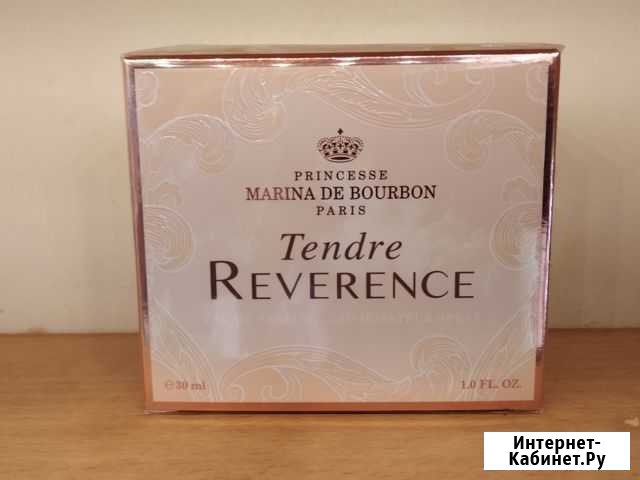 PRINCESSE
MARINA DE BOURBON
PARIS
Tendre
REVERENCE
℮30 ml
1.0 FL. OZ.
Интернет-
Кабинет.Ру